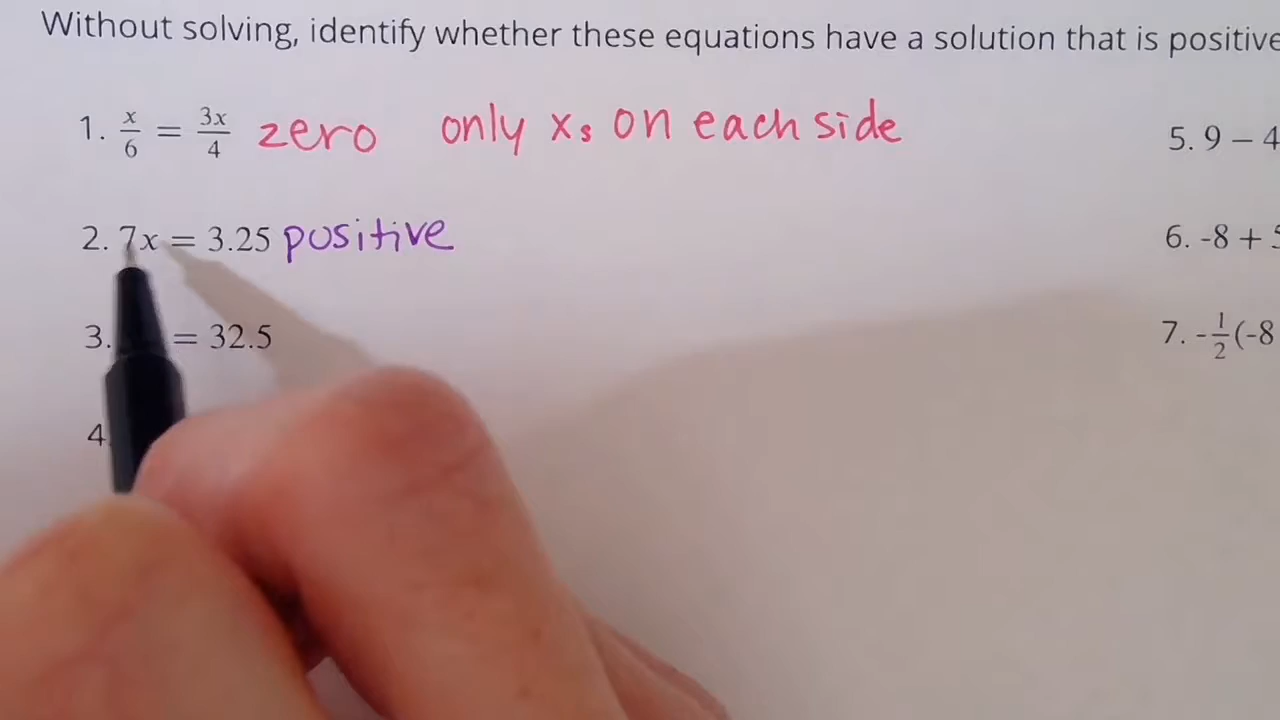 Without solving, identify whether these equations have a solution that is positive
1. x/6 = 3x/4 zero only xs on each side
2. 7x = 3.25 positive
3. = 32.5
4.
5. 9 – 4
6. -8 +
7. -1/2(-8